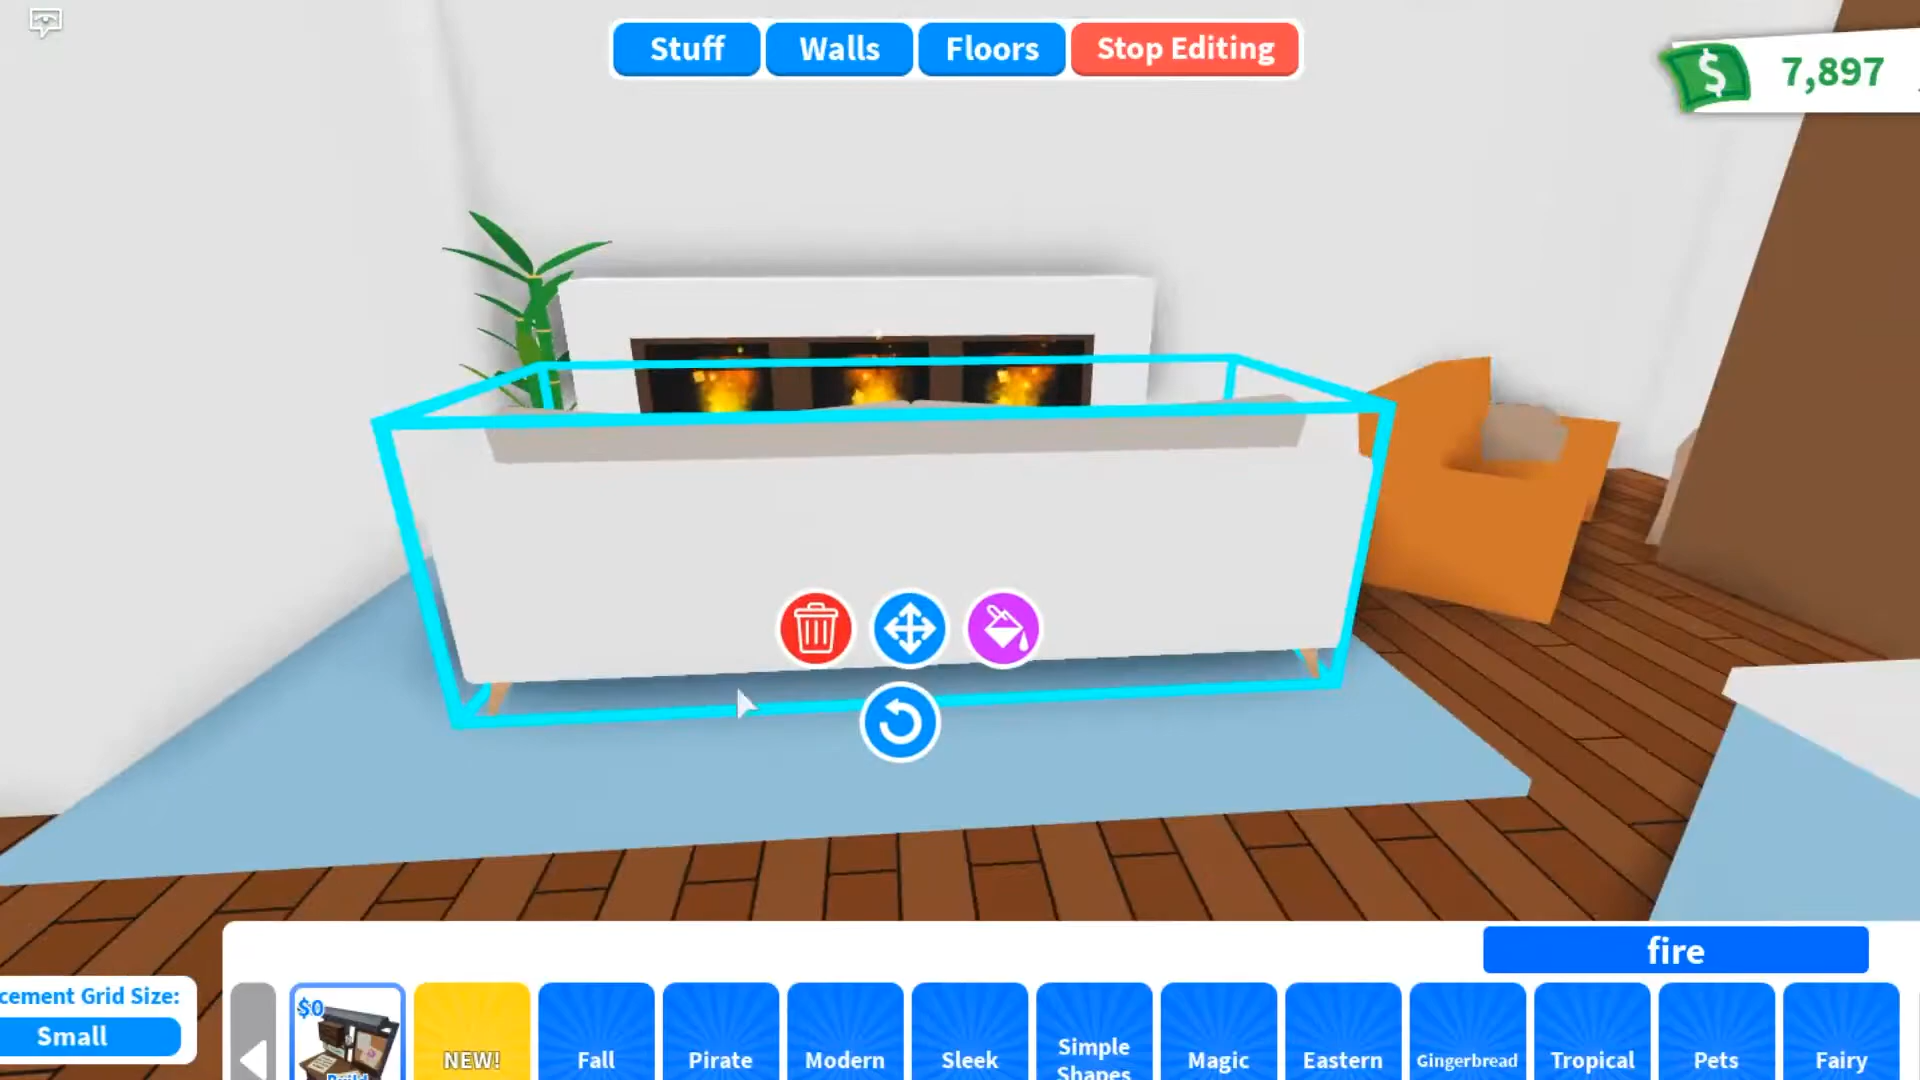 Stuff
Walls
Floors
Stop Editing
$
7,897
fire
cement Grid Size:
Small
$0
Build
NEW!
Fall
Pirate
Modern
Sleek
Simple
Shapes
Magic
Eastern
Gingerbread
Tropical
Pets
Fairy